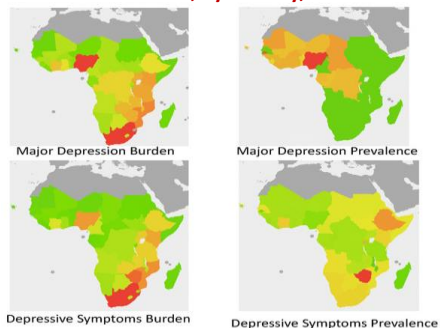 Major Depression Burden
Major Depression Prevalence
Depressive Symptoms Burden
Depressive Symptoms Prevalence